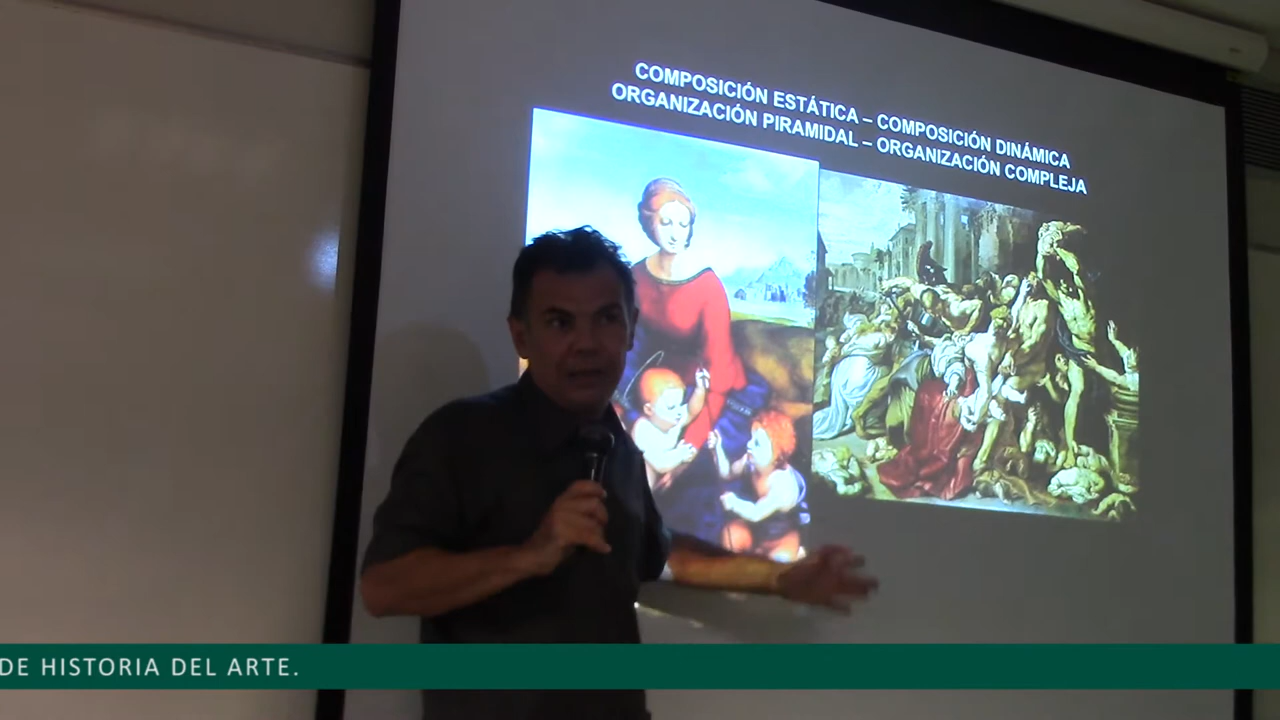 COMPOSICIÓN ESTÁTICA – COMPOSICIÓN DINÁMICA
ORGANIZACIÓN PIRAMIDAL – ORGANIZACIÓN COMPLEJA
DE HISTORIA DEL ARTE.